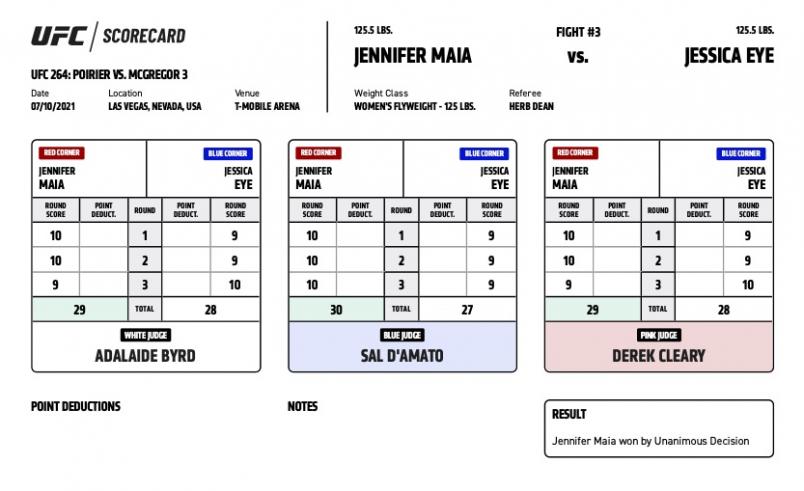 UFC / SCORECARD
UFC 264: POIRIER VS. MCGREGOR 3
Date Location Venue
07/10/2021 LAS VEGAS, NEVADA, USA T-MOBILE ARENA
125.5 LBS. FIGHT #3 125.5 LBS.
JENNIFER MAIA VS. JESSICA EYE
Weight Class Referee
WOMEN'S FLYWEIGHT - 125 LBS. HERB DEAN
RED CORNER BLUE CORNER
JENNIFER JESSICA
MAIA EYE
ROUND SCORE POINT DEDUCT. ROUND POINT DEDUCT. ROUND SCORE
10 1 9
10 2 9
9 3 10
29 TOTAL 28
WHITE JUDGE
ADALAIDE BYRD
RED CORNER BLUE CORNER
JENNIFER JESSICA
MAIA EYE
ROUND SCORE POINT DEDUCT. ROUND POINT DEDUCT. ROUND SCORE
10 1 9
10 2 9
10 3 9
30 TOTAL 27
BLUE JUDGE
SAL D'AMATO
RED CORNER BLUE CORNER
JENNIFER JESSICA
MAIA EYE
ROUND SCORE POINT DEDUCT. ROUND POINT DEDUCT. ROUND SCORE
10 1 9
10 2 9
9 3 10
29 TOTAL 28
PINK JUDGE
DEREK CLEARY
POINT DEDUCTIONS
NOTES
RESULT
Jennifer Maia won by Unanimous Decision